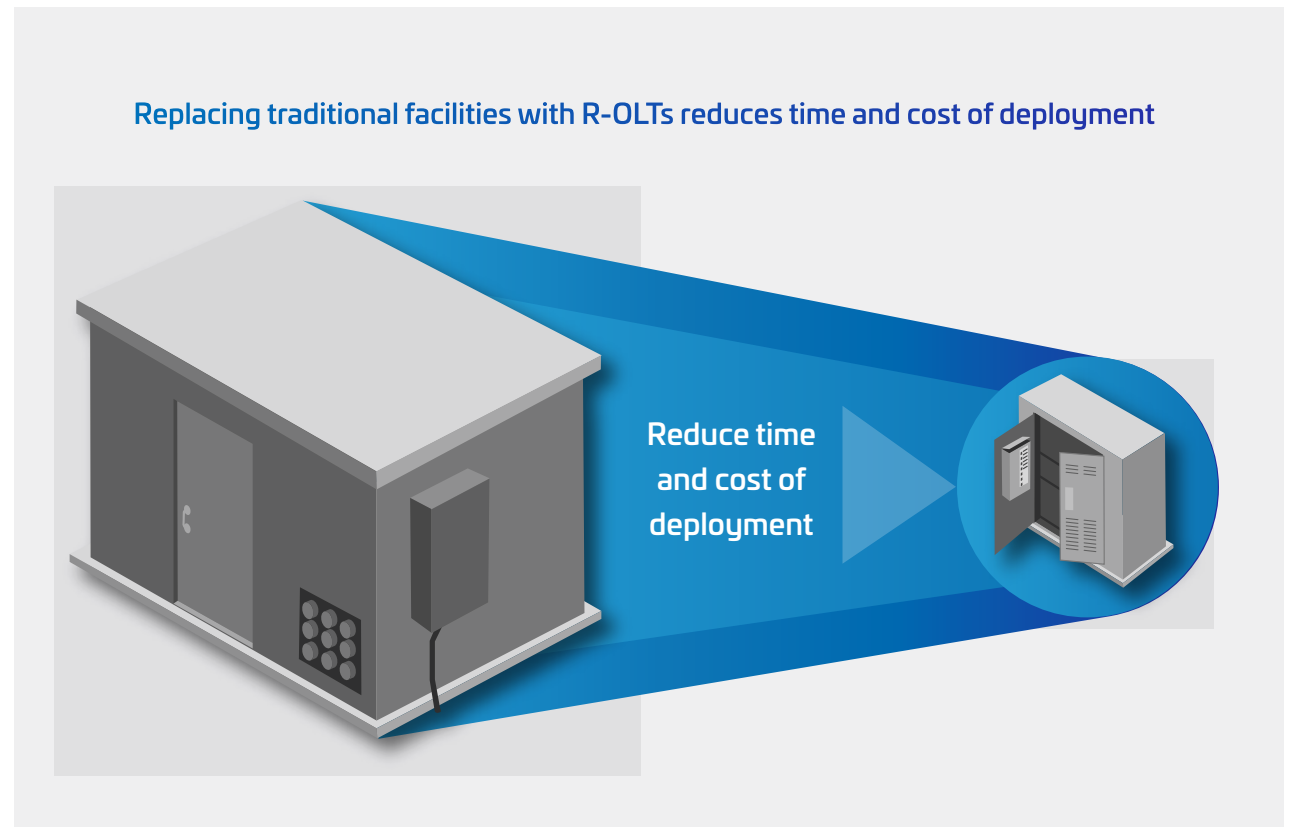 Replacing traditional facilities with R-OLTs reduces time and cost of deployment
Reduce time
and cost of
deployment